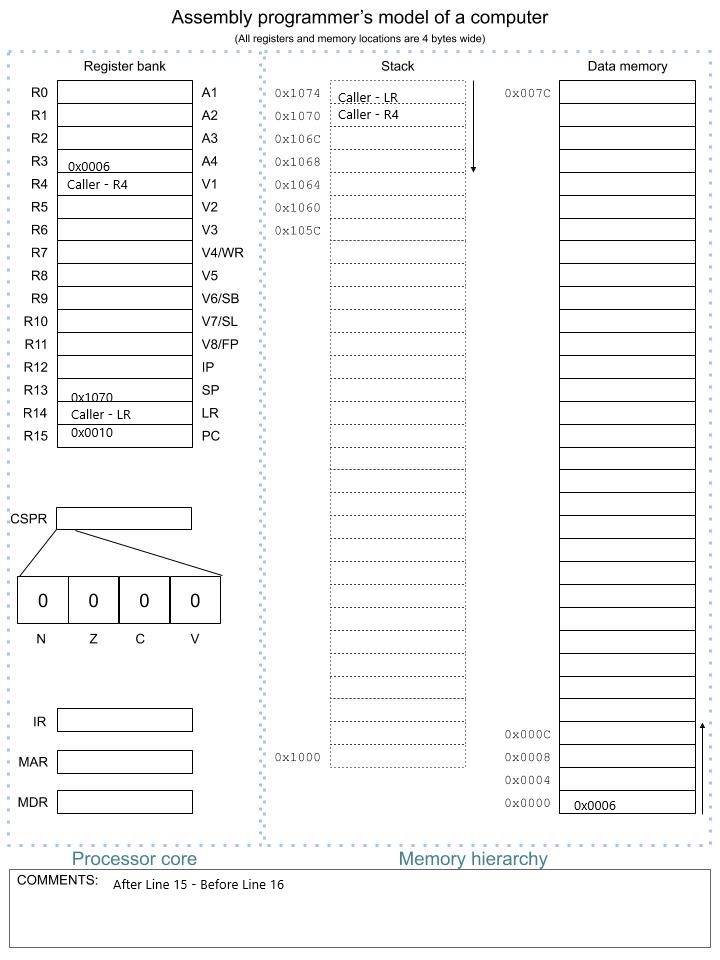 Assembly programmer's model of a computer
(All registers and memory locations are 4 bytes wide)
Register bank
Stack
Data memory
R0 A1
R1 A2
R2 A3
R3 0x0006 A4
R4 Caller - R4 V1
R5 V2
R6 V3
R7 V4/WR
R8 V5
R9 V6/SB
R10 V7/SL
R11 V8/FP
R12 IP
R13 0x1070 SP
R14 Caller - LR LR
R15 0x0010 PC
CSPR
0 0 0 0
N Z C V
IR
MAR
MDR
0x1074 Caller - LR
0x1070 Caller - R4
0x106C
0x1068
0x1064
0x1060
0x105C
0x1000
0x007C
0x000C
0x0008
0x0004
0x0000 0x0006
Processor core
Memory hierarchy
COMMENTS: After Line 15 - Before Line 16